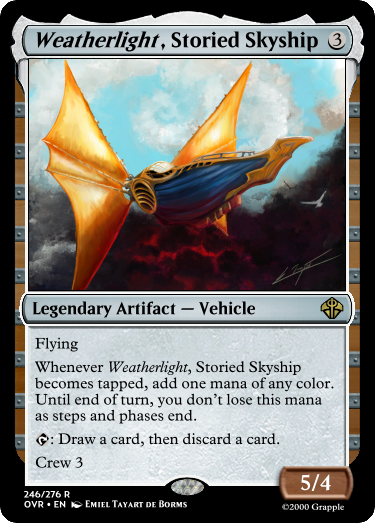 Weatherlight, Storied Skyship 3
Legendary Artifact — Vehicle
Flying
Whenever Weatherlight, Storied Skyship
becomes tapped, add one mana of any color.
Until end of turn, you don't lose this mana
as steps and phases end.
: Draw a card, then discard a card.
Crew 3
5/4
246/276 R
OVR • EN Emiel Tayart de Borms
©2000 Grapple